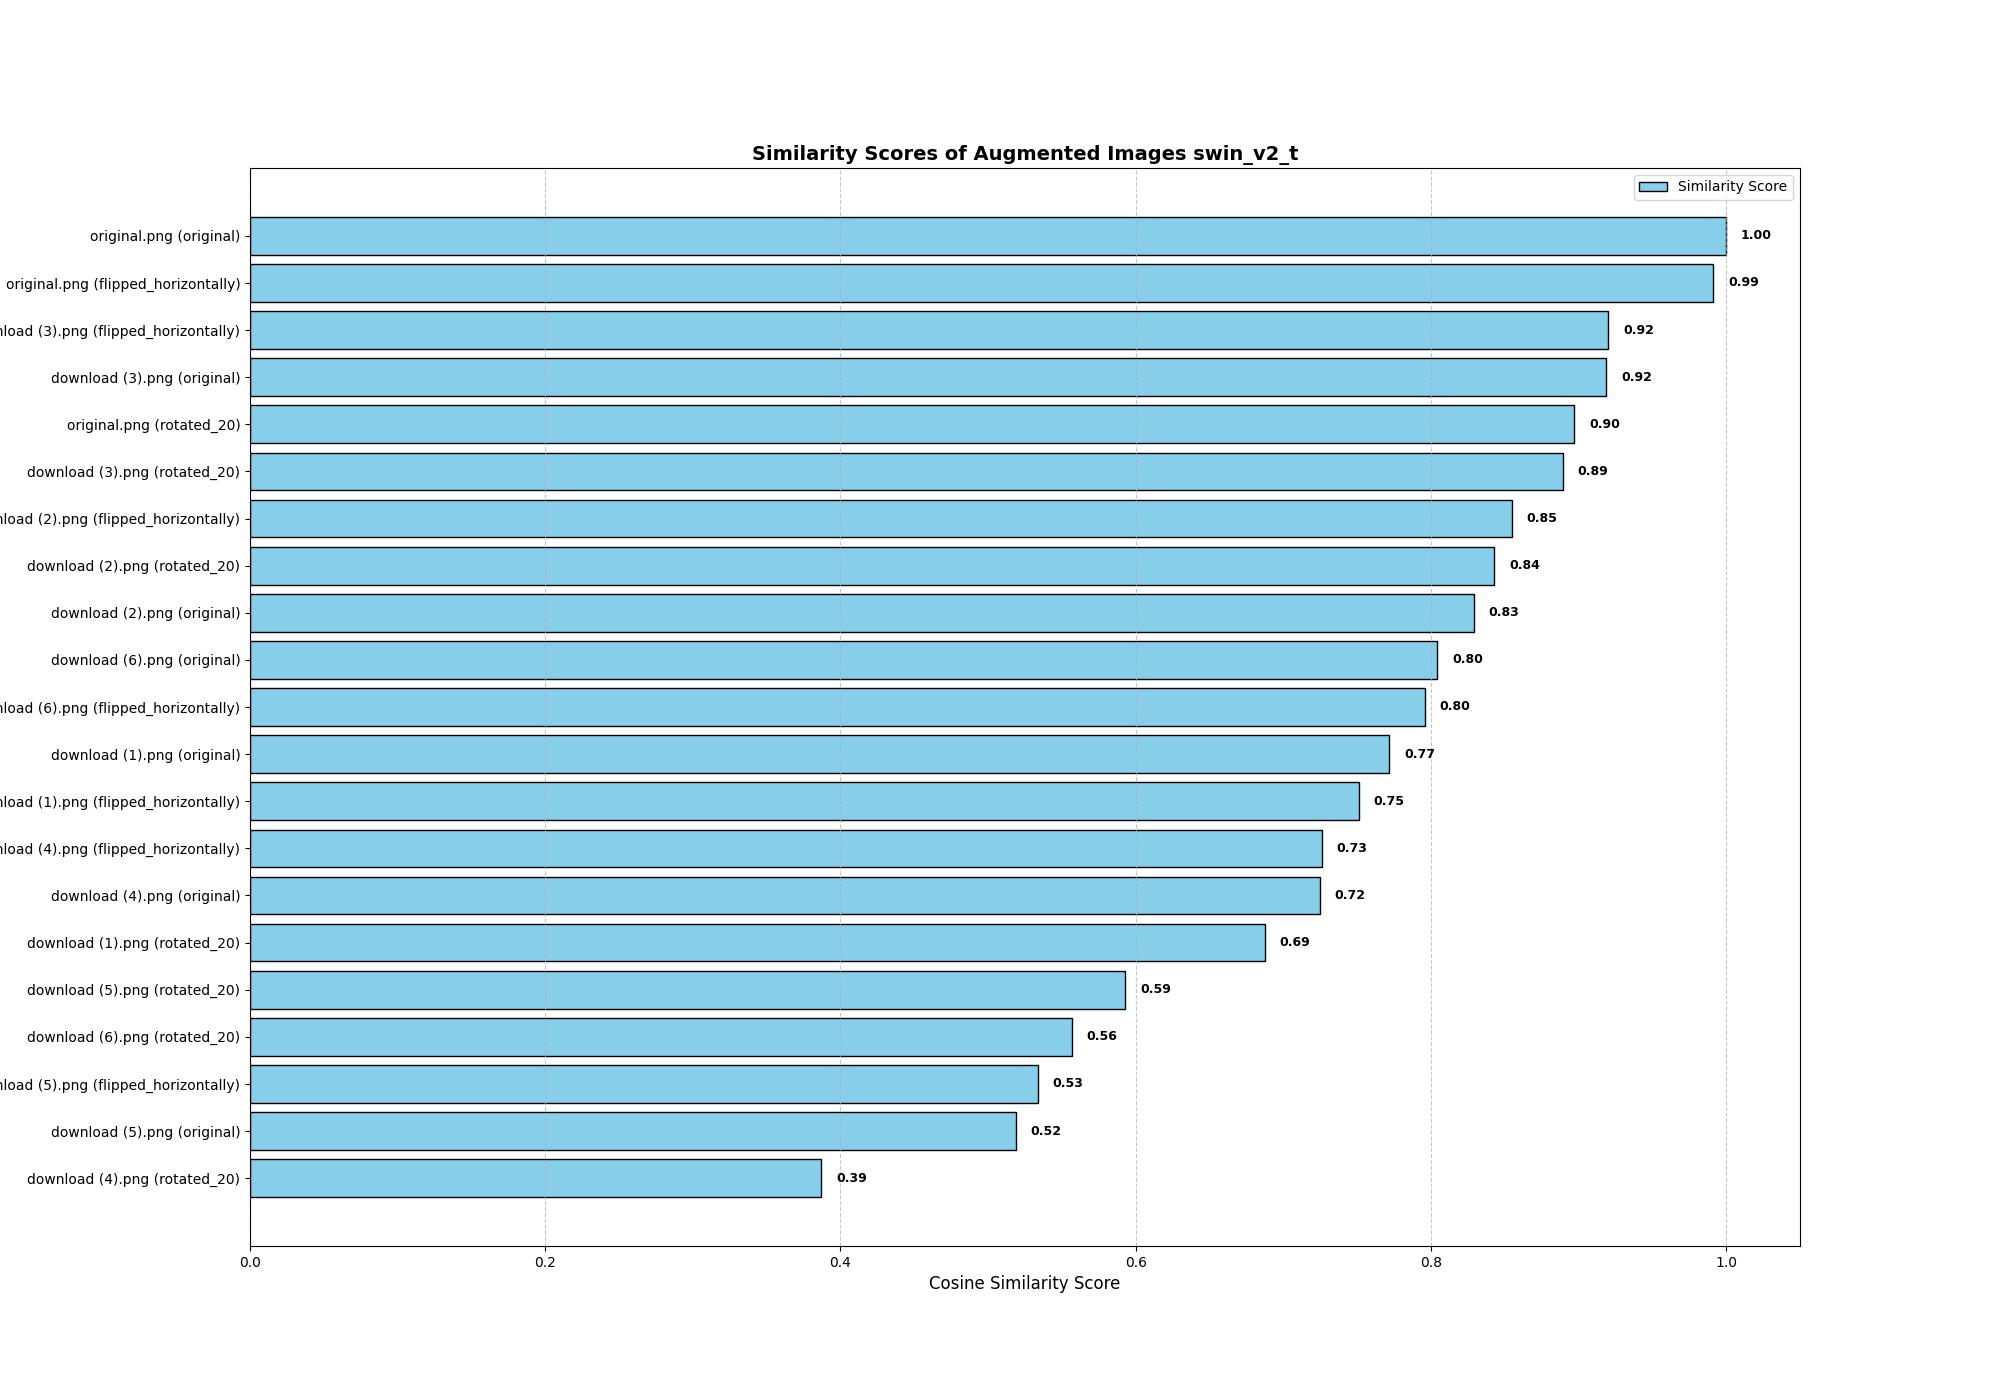 Similarity Scores of Augmented Images swin_v2_t
Similarity Score
original.png (original) 1.00
original.png (flipped_horizontally) 0.99
(3).png (flipped_horizontally) 0.92
download (3).png (original) 0.92
original.png (rotated_20) 0.90
download (3).png (rotated_20) 0.89
(2).png (flipped_horizontally) 0.85
download (2).png (rotated_20) 0.84
download (2).png (original) 0.83
download (6).png (original) 0.80
(6).png (flipped_horizontally) 0.80
download (1).png (original) 0.77
(1).png (flipped_horizontally) 0.75
(4).png (flipped_horizontally) 0.73
download (4).png (original) 0.72
download (1).png (rotated_20) 0.69
download (5).png (rotated_20) 0.59
download (6).png (rotated_20) 0.56
(5).png (flipped_horizontally) 0.53
download (5).png (original) 0.52
download (4).png (rotated_20) 0.39
0.0 0.2 0.4 0.6 0.8 1.0
Cosine Similarity Score